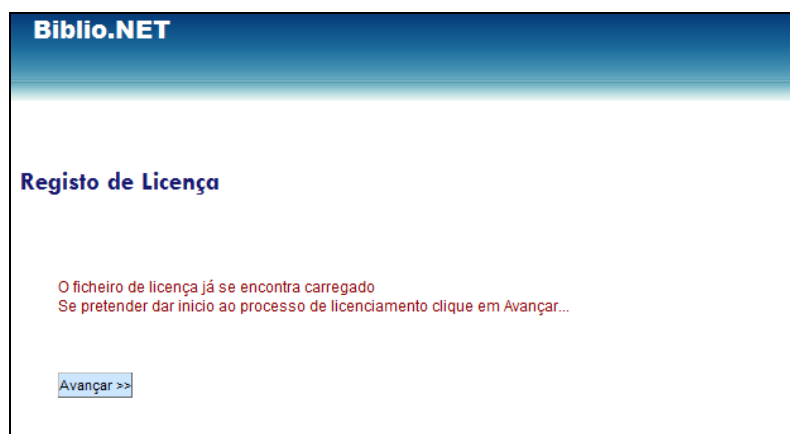 Biblio.NET
Registo de Licença
O ficheiro de licença já se encontra carregado
Se pretender dar inicio ao processo de licenciamento clique em Avançar...
Avançar >>